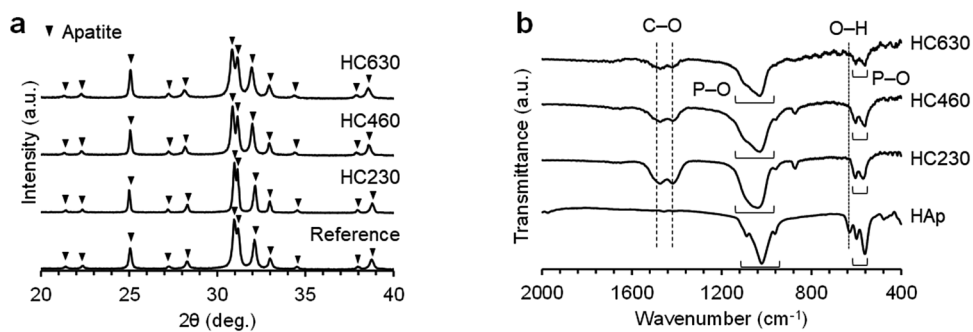 a
▼ Apatite
HC630
HC460
HC230
Reference
Intensity (a.u.)
20 25 30 31 35 40
2θ (deg.)
b
C–O
O–H
HC630
P–O
P–O
HC460
HC230
HAp
Transmittance (a.u.)
2000 1600 1200 800 400
Wavenumber (cm⁻¹)